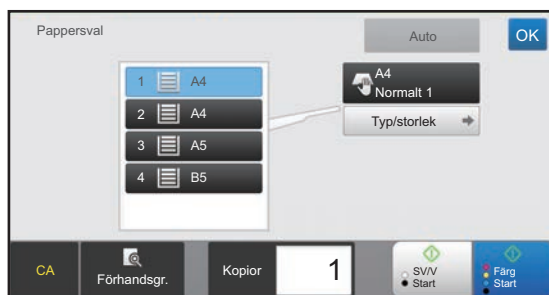 Pappersval
Auto
OK
1 A4
2 A4
3 A5
4 B5
A4
Normalt 1
Typ/storlek
CA
Förhandsgr.
Kopior
1
SV/V
Start
Färg
Start